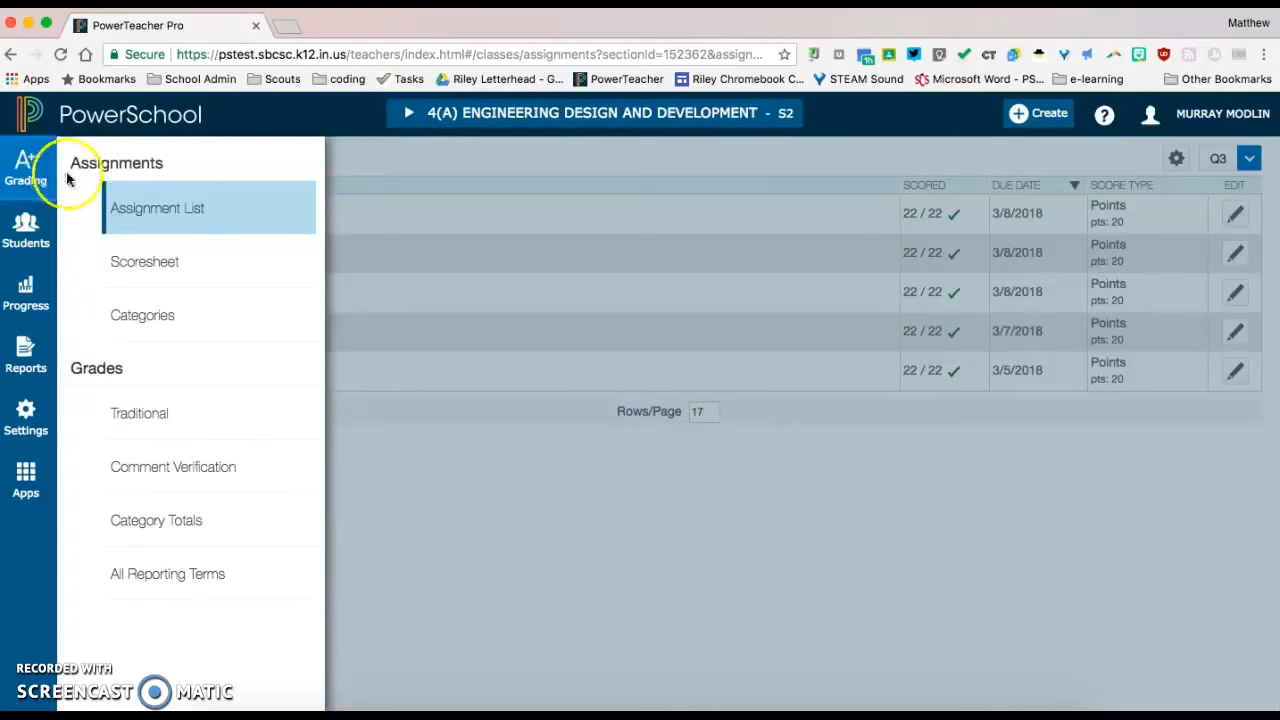 PowerTeacher Pro
Matthew
Secure https://pstest.sbcsc.k12.in.us/teachers/index.html#/classes/assignments?sectionId=152362&assign...
Apps Bookmarks School Admin Scouts coding Tasks Riley Letterhead - G... PowerTeacher Riley Chromebook C... STEAM Sound Microsoft Word - PS... e-learning Other Bookmarks
PowerSchool 4(A) ENGINEERING DESIGN AND DEVELOPMENT - S2 Create ? MURRAY MODLIN
A+
Grading
Students
Progress
Reports
Settings
Apps
Assignments
Assignment List
Scoresheet
Categories
Grades
Traditional
Comment Verification
Category Totals
All Reporting Terms
Q3
SCORED DUE DATE SCORE TYPE EDIT
22 / 22 3/8/2018 Points
pts: 20
22 / 22 3/8/2018 Points
pts: 20
22 / 22 3/8/2018 Points
pts: 20
22 / 22 3/7/2018 Points
pts: 20
22 / 22 3/5/2018 Points
pts: 20
Rows/Page 17
RECORDED WITH
SCREENCAST MATIC